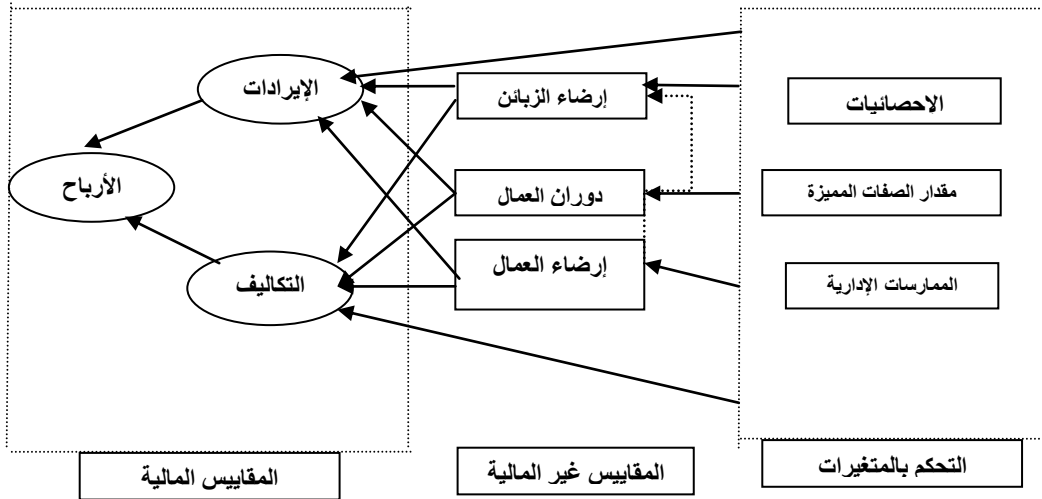 الاحصائيات
مقدار الصفات المميزة
الممارسات الإدارية
التحكم بالمتغيرات
إرضاء الزبائن
دوران العمال
إرضاء العمال
المقاييس غير المالية
الإيرادات
الأرباح
التكاليف
المقاييس المالية